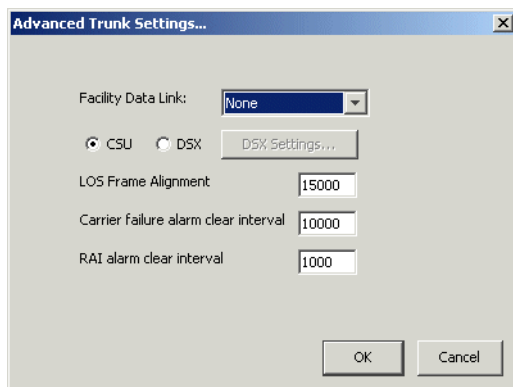 Advanced Trunk Settings...
Facility Data Link: None
CSU DSX DSX Settings...
LOS Frame Alignment 15000
Carrier failure alarm clear interval 10000
RAI alarm clear interval 1000
OK Cancel